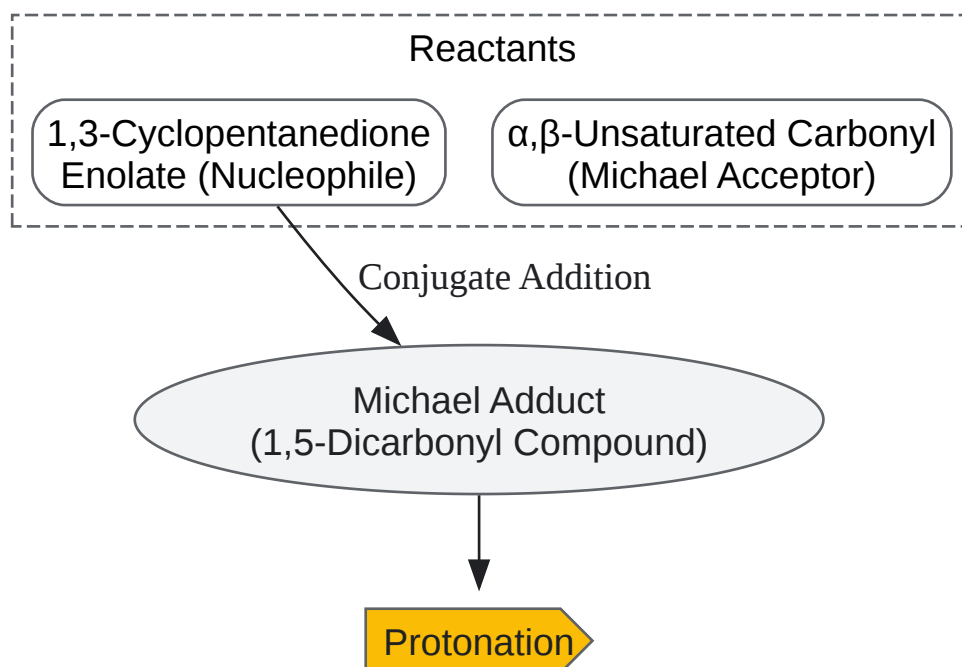 Reactants
1,3-Cyclopentanedione
Enolate (Nucleophile)
α,β-Unsaturated Carbonyl
(Michael Acceptor)
Conjugate Addition
Michael Adduct
(1,5-Dicarbonyl Compound)
Protonation